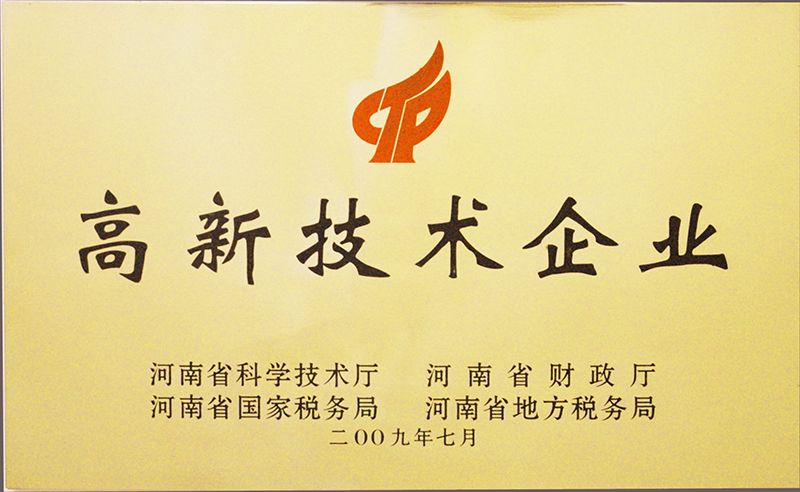 高新技术企业
河南省科学技术厅 河南省财政厅
河南省国家税务局 河南省地方税务局
二OO九年七月